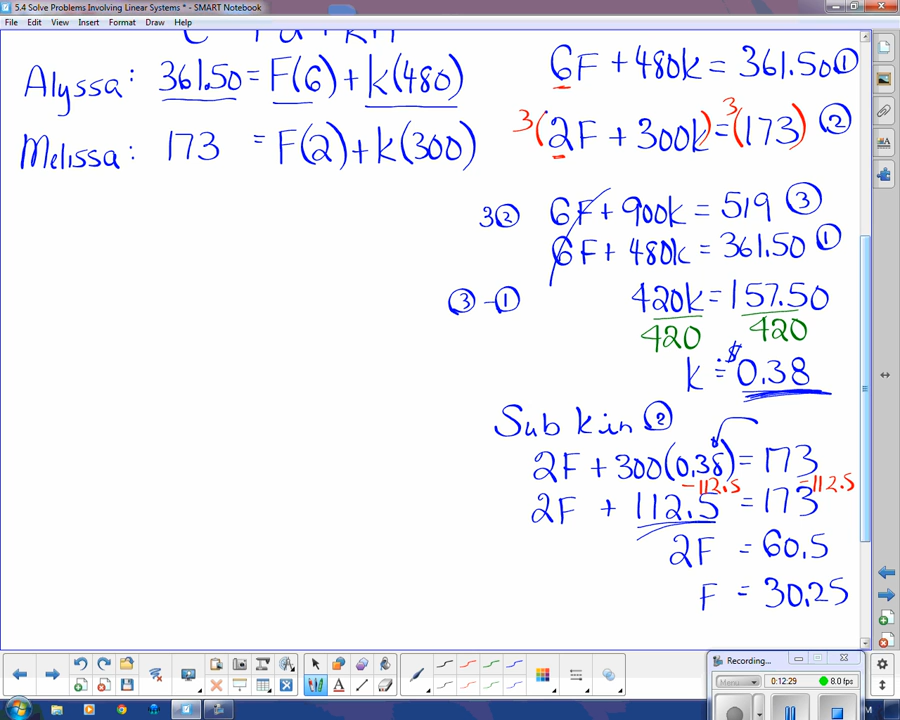 5.4 Solve Problems Involving Linear Systems * - SMART Notebook
File Edit View Insert Format Draw Tools Help
Alyssa: 361.50 = F(6) + k(480)
Melissa: 173 = F(2) + k(300)
6F + 480k = 361.50 ①
3(2F + 300k) = 3(173) ②
3② 6F + 900k = 519 ③
6F + 480k = 361.50 ①
③ - ① 420k = 157.50
420 420
k ≐ $0.38
Sub k in ②
2F + 300(0.38) = 173
-112.5 -112.5
2F + 112.5 = 173
2F = 60.5
F = 30.25
Recording...
Menu
0:12:29
8.0 fps